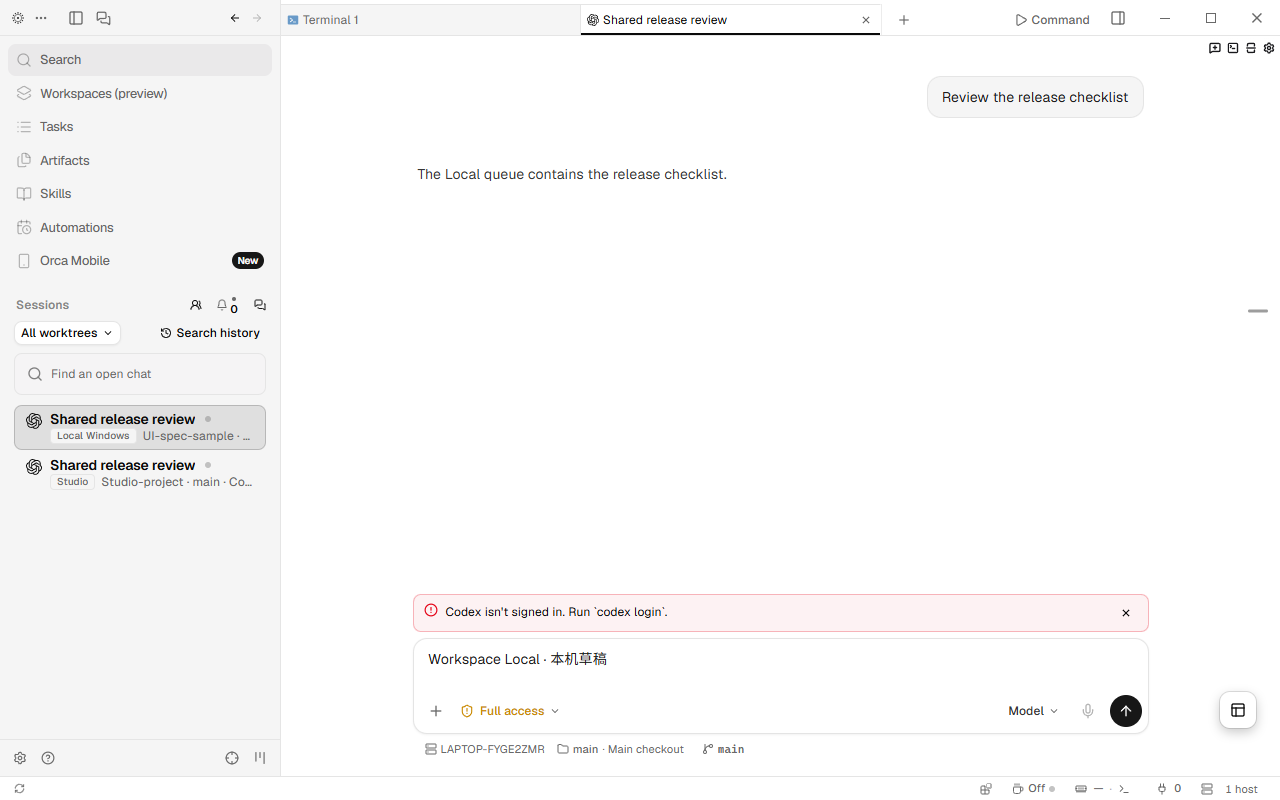 Terminal 1
Shared release review
Command
Search
Workspaces (preview)
Tasks
Artifacts
Skills
Automations
Orca Mobile
New
Sessions
0
All worktrees
Search history
Find an open chat
Shared release review
Local Windows
UI-spec-sample · …
Shared release review
Studio
Studio-project · main · Co…
Review the release checklist
The Local queue contains the release checklist.
Codex isn't signed in. Run `codex login`.
Workspace Local · 本机草稿
Full access
Model
LAPTOP-FYGE2ZMR
main · Main checkout
main
Off
0
1 host